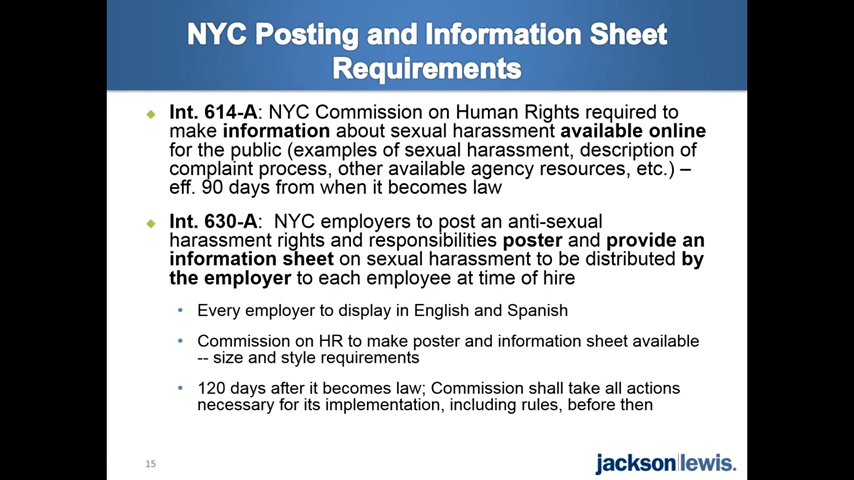 NYC Posting and Information Sheet
Requirements
Int. 614-A: NYC Commission on Human Rights required to
make information about sexual harassment available online
for the public (examples of sexual harassment, description of
complaint process, other available agency resources, etc.) –
eff. 90 days from when it becomes law
Int. 630-A:  NYC employers to post an anti-sexual
harassment rights and responsibilities poster and provide an
information sheet on sexual harassment to be distributed by
the employer to each employee at time of hire
Every employer to display in English and Spanish
Commission on HR to make poster and information sheet available
-- size and style requirements
120 days after it becomes law; Commission shall take all actions
necessary for its implementation, including rules, before then
15
jackson|lewis.